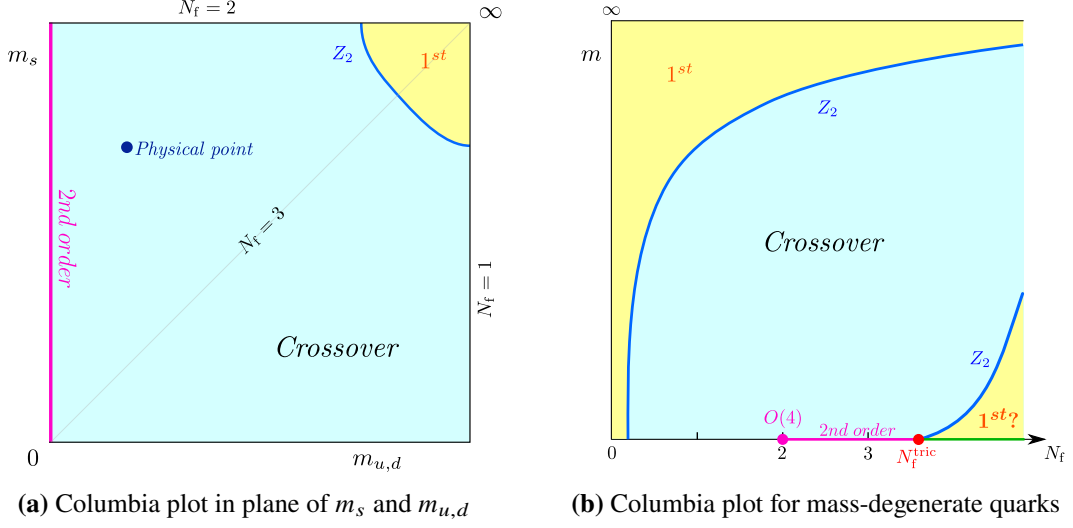 N_f = 2
∞
m_s
Z_2
1^{st}
Physical point
2nd order
N_f = 3
N_f = 1
Crossover
0
m_{u,d}
(a) Columbia plot in plane of m_s and m_{u,d}
∞
m
1^{st}
Z_2
Crossover
Z_2
O(4)
2nd order
1^{st}?
0
2
3
N_f^{tric}
N_f
(b) Columbia plot for mass-degenerate quarks